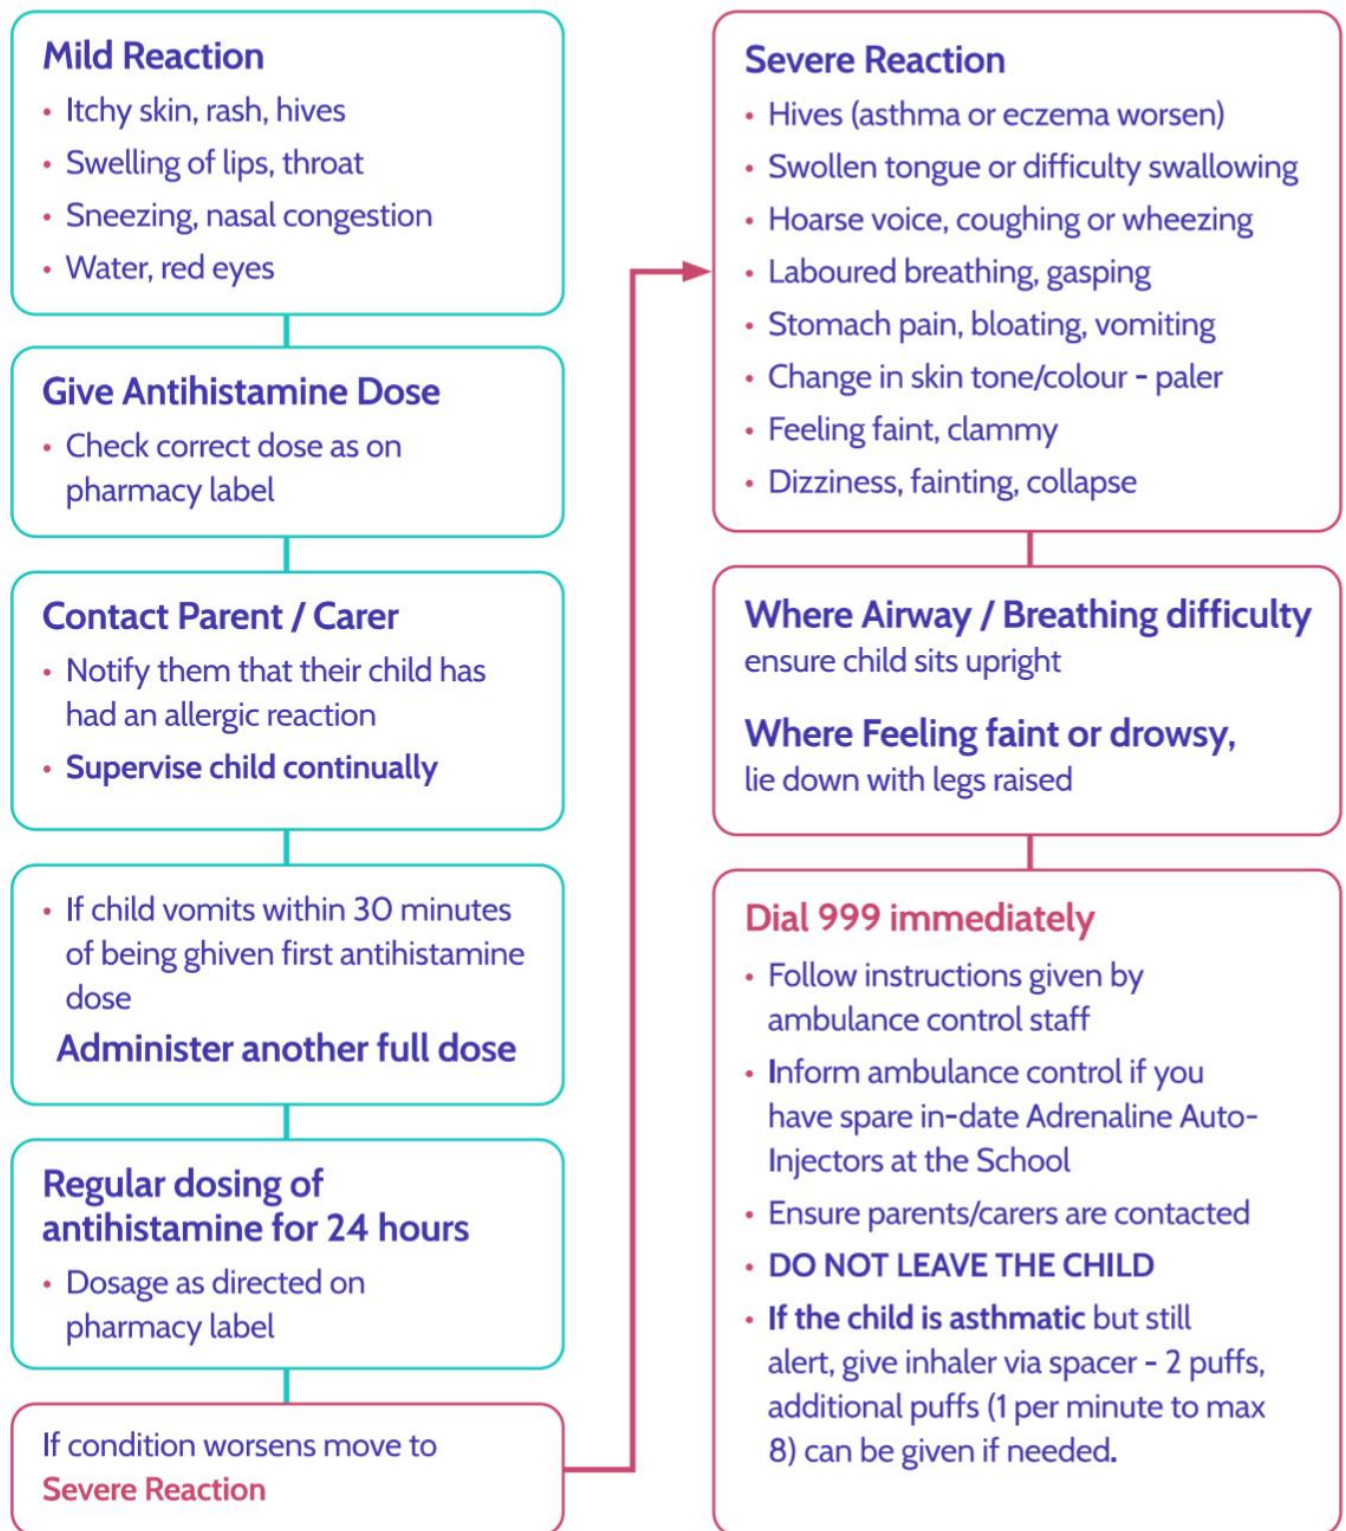 Mild Reaction
• Itchy skin, rash, hives
• Swelling of lips, throat
• Sneezing, nasal congestion
• Water, red eyes
Give Antihistamine Dose
• Check correct dose as on
pharmacy label
Contact Parent / Carer
• Notify them that their child has
had an allergic reaction
• Supervise child continually
• If child vomits within 30 minutes
of being ghiven first antihistamine
dose
Administer another full dose
Regular dosing of
antihistamine for 24 hours
• Dosage as directed on
pharmacy label
If condition worsens move to
Severe Reaction
Severe Reaction
• Hives (asthma or eczema worsen)
• Swollen tongue or difficulty swallowing
• Hoarse voice, coughing or wheezing
• Laboured breathing, gasping
• Stomach pain, bloating, vomiting
• Change in skin tone/colour - paler
• Feeling faint, clammy
• Dizziness, fainting, collapse
Where Airway / Breathing difficulty
ensure child sits upright
Where Feeling faint or drowsy,
lie down with legs raised
Dial 999 immediately
• Follow instructions given by
ambulance control staff
• Inform ambulance control if you
have spare in-date Adrenaline Auto-
Injectors at the School
• Ensure parents/carers are contacted
• DO NOT LEAVE THE CHILD
• If the child is asthmatic but still
alert, give inhaler via spacer - 2 puffs,
additional puffs (1 per minute to max
8) can be given if needed.